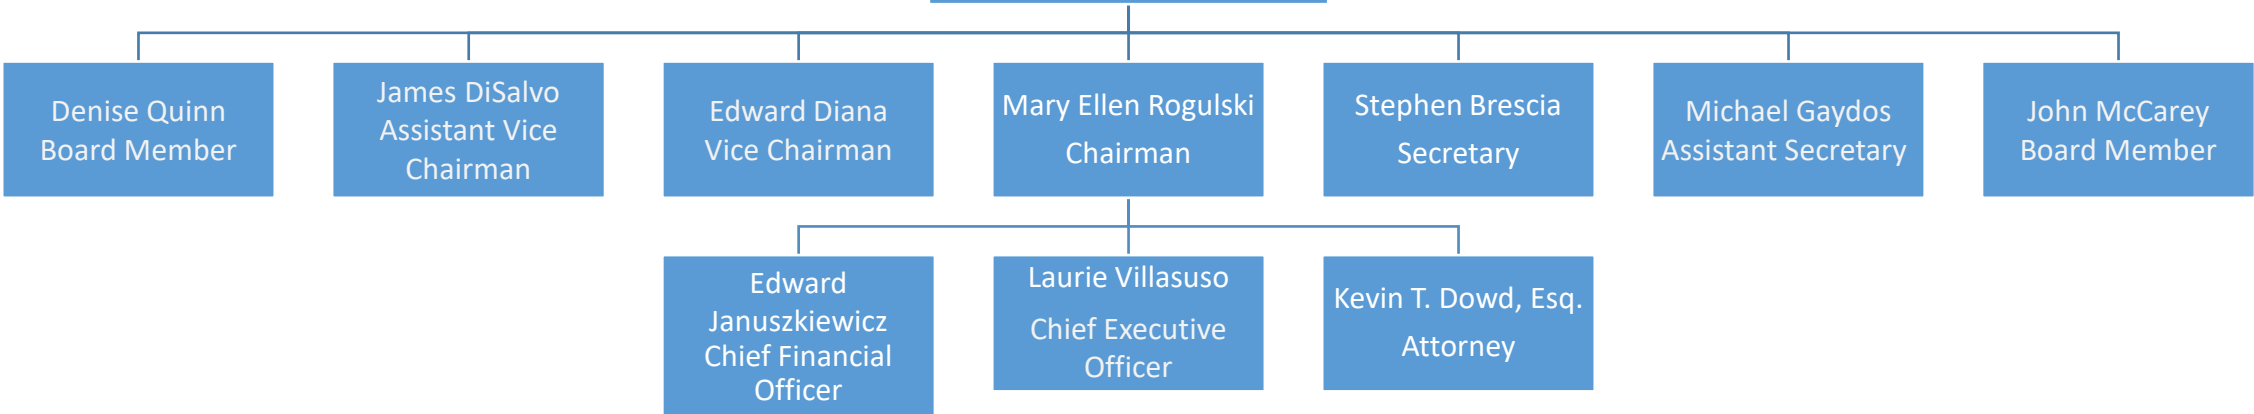 Denise Quinn
Board Member
James DiSalvo
Assistant Vice
Chairman
Edward Diana
Vice Chairman
Mary Ellen Rogulski
Chairman
Stephen Brescia
Secretary
Michael Gaydos
Assistant Secretary
John McCarey
Board Member
Edward
Januszkiewicz
Chief Financial
Officer
Laurie Villasuso
Chief Executive
Officer
Kevin T. Dowd, Esq.
Attorney